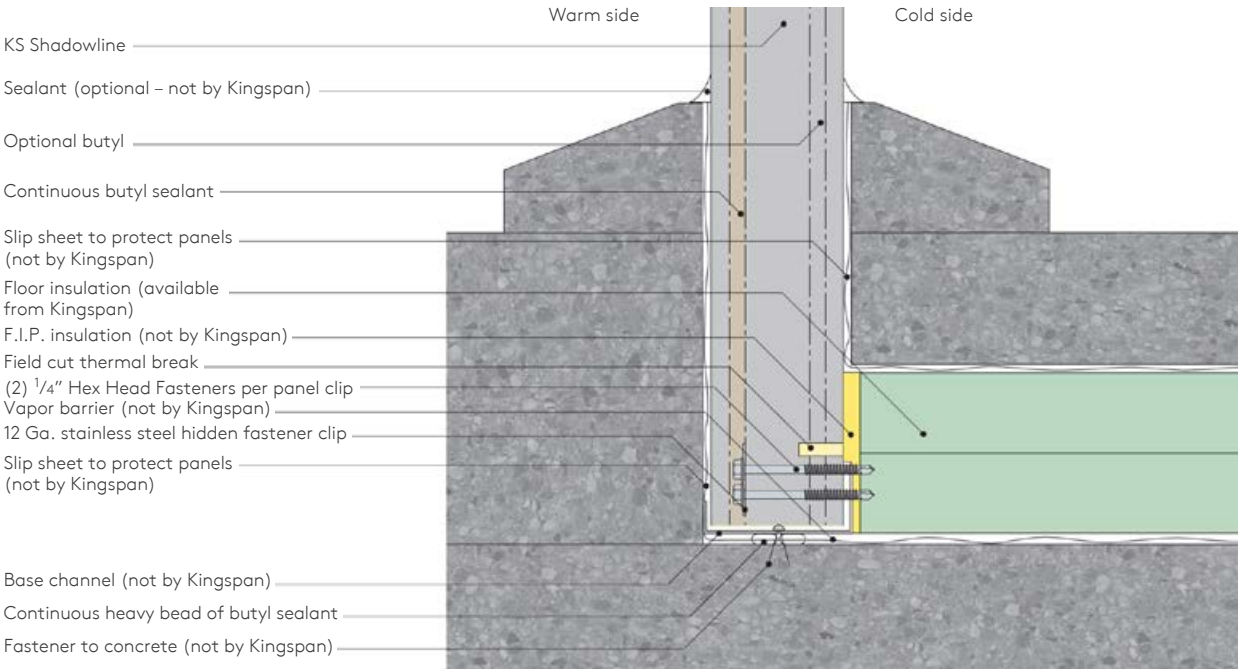 Warm side
Cold side
KS Shadowline
Sealant (optional – not by Kingspan)
Optional butyl
Continuous butyl sealant
Slip sheet to protect panels
(not by Kingspan)
Floor insulation (available
from Kingspan)
F.I.P. insulation (not by Kingspan)
Field cut thermal break
(2) 1/4" Hex Head Fasteners per panel clip
Vapor barrier (not by Kingspan)
12 Ga. stainless steel hidden fastener clip
Slip sheet to protect panels
(not by Kingspan)
Base channel (not by Kingspan)
Continuous heavy bead of butyl sealant
Fastener to concrete (not by Kingspan)